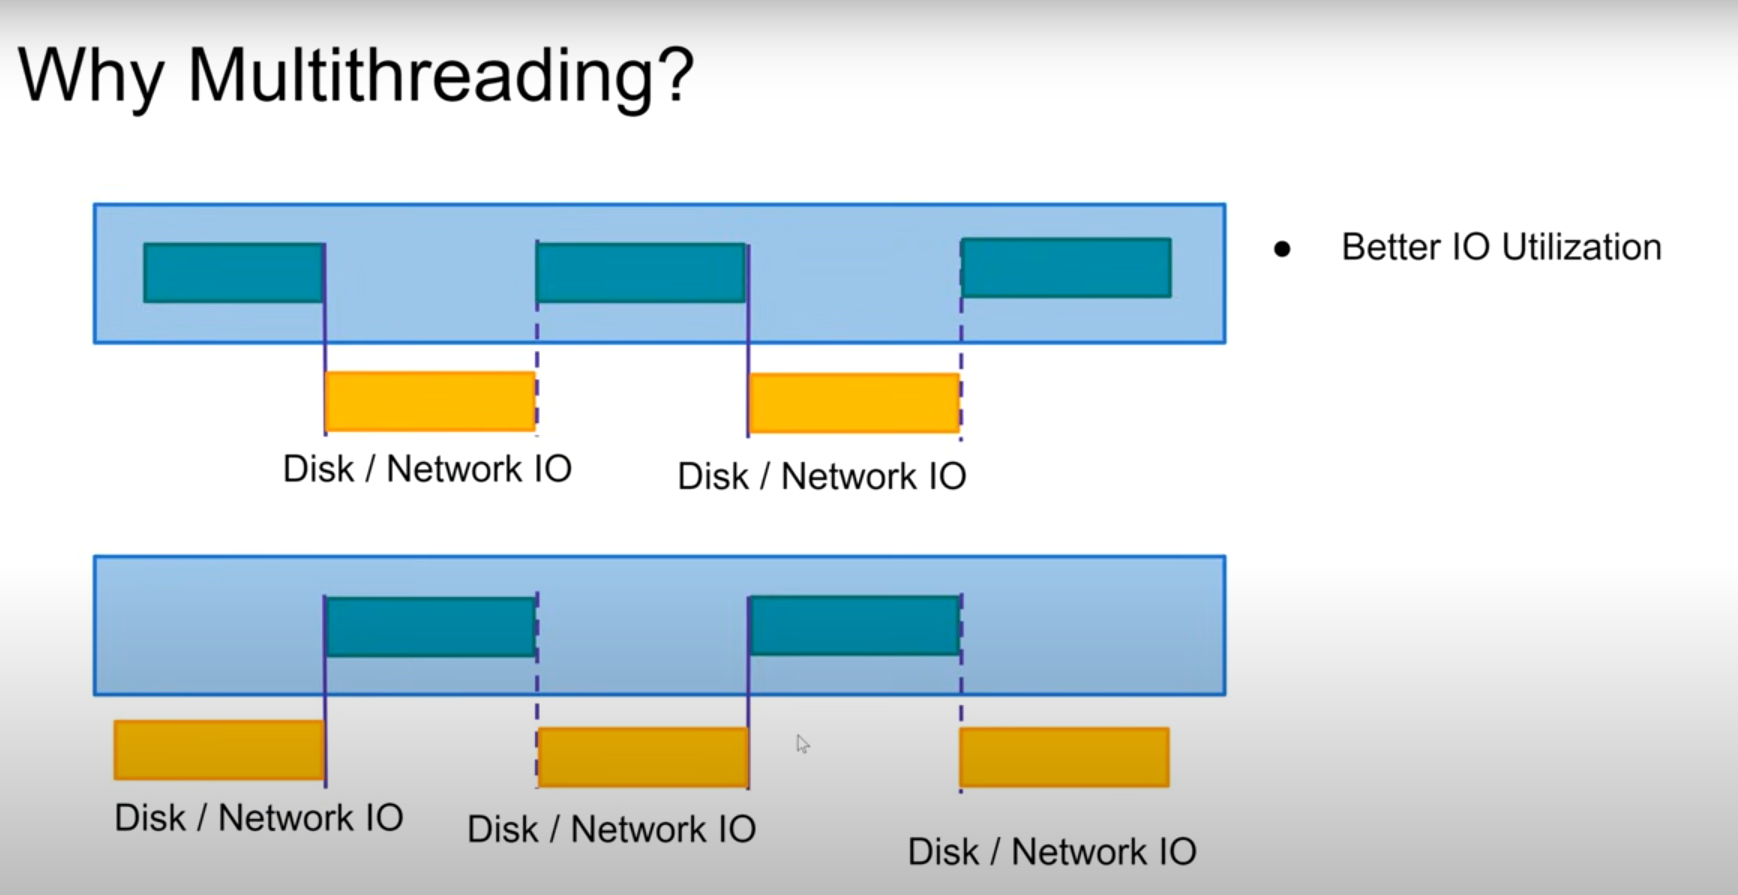 Why Multithreading?
● Better IO Utilization
Disk / Network IO
Disk / Network IO
Disk / Network IO
Disk / Network IO
Disk / Network IO